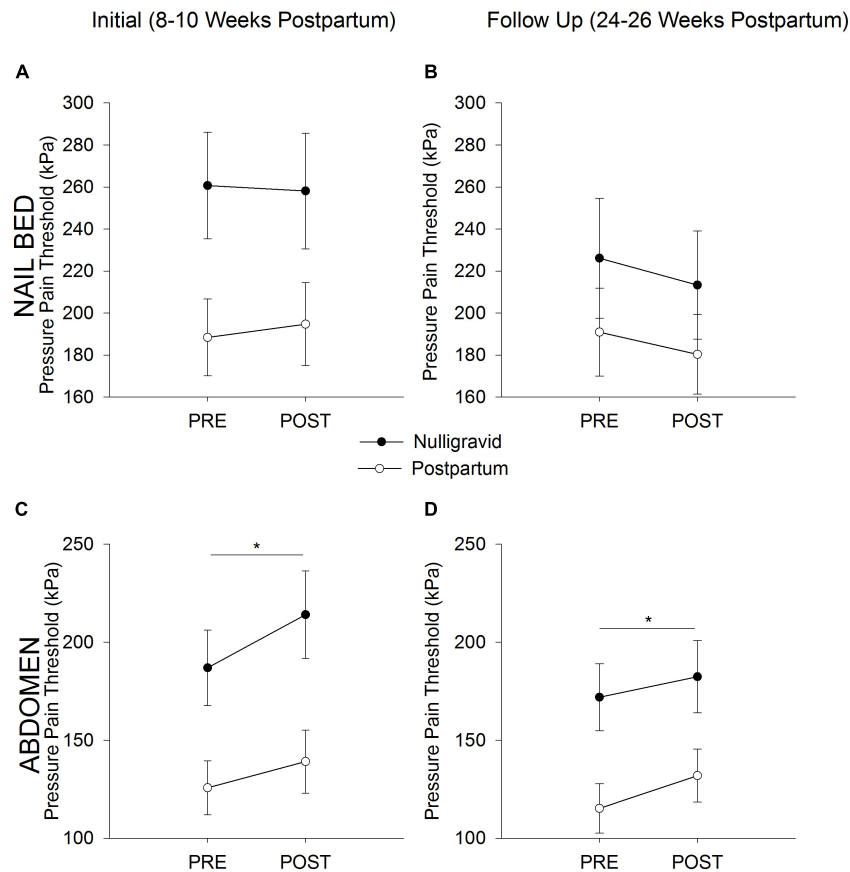 Initial (8-10 Weeks Postpartum)
Follow Up (24-26 Weeks Postpartum)
A
B
NAIL BED
Pressure Pain Threshold (kPa)
300
280
260
240
220
200
180
160
PRE
POST
Pressure Pain Threshold (kPa)
300
280
260
240
220
200
180
160
PRE
POST
Nulligravid
Postpartum
C
D
ABDOMEN
Pressure Pain Threshold (kPa)
250
200
150
100
*
PRE
POST
Pressure Pain Threshold (kPa)
250
200
150
100
*
PRE
POST